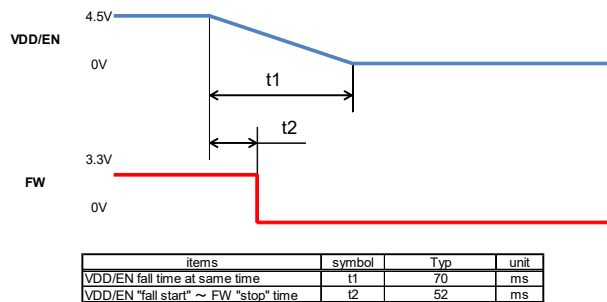 4.5V
VDD/EN
0V
t1
t2
3.3V
FW
0V
items symbol Typ unit
VDD/EN fall time at same time t1 70 ms
VDD/EN "fall start" ～ FW "stop" time t2 52 ms